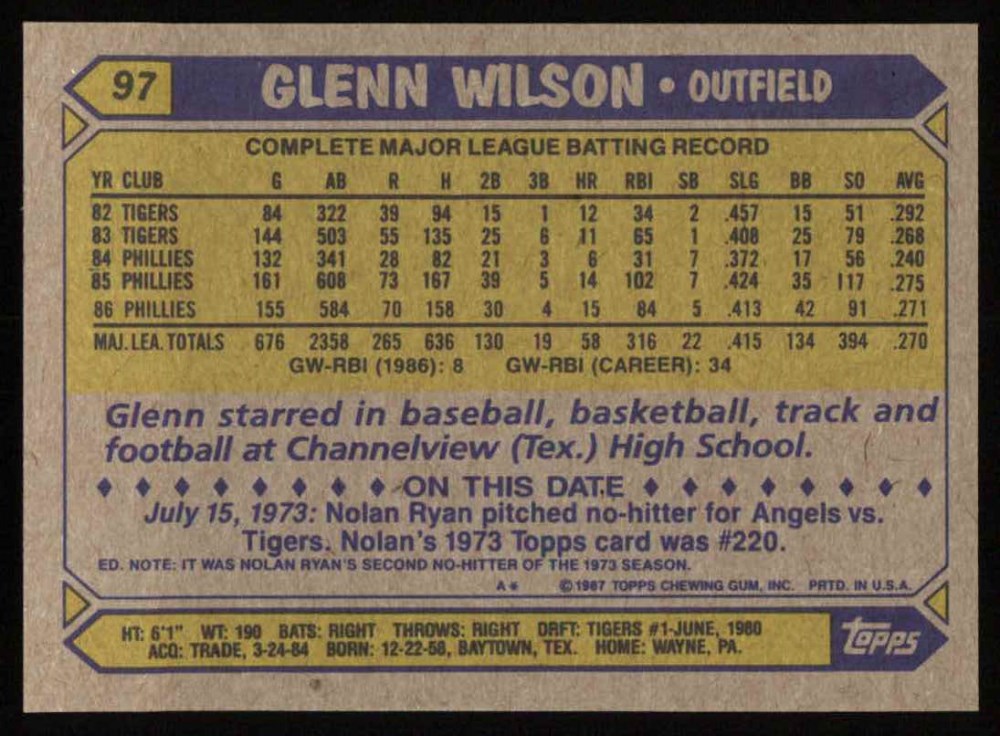 97
GLENN WILSON • OUTFIELD
COMPLETE MAJOR LEAGUE BATTING RECORD
YR CLUB G AB R H 2B 3B HR RBI SB SLG BB SO AVG
82 TIGERS 84 322 39 94 15 1 12 34 2 .457 15 51 .292
83 TIGERS 144 503 55 135 25 6 11 65 1 .408 25 79 .268
84 PHILLIES 132 341 28 82 21 3 6 31 7 .372 17 56 .240
85 PHILLIES 161 608 73 167 39 5 14 102 7 .424 35 117 .275
86 PHILLIES 155 584 70 158 30 4 15 84 5 .413 42 91 .271
MAJ. LEA. TOTALS 676 2358 265 636 130 19 58 316 22 .415 134 394 .270
GW-RBI (1986): 8 GW-RBI (CAREER): 34
Glenn starred in baseball, basketball, track and
football at Channelview (Tex.) High School.
ON THIS DATE
July 15, 1973: Nolan Ryan pitched no-hitter for Angels vs.
Tigers. Nolan's 1973 Topps card was #220.
ED. NOTE: IT WAS NOLAN RYAN'S SECOND NO-HITTER OF THE 1973 SEASON.
A* ©1987 TOPPS CHEWING GUM, INC. PRTD. IN U.S.A.
HT: 6'1" WT: 190 BATS: RIGHT THROWS: RIGHT DRFT: TIGERS #1-JUNE, 1980
ACQ: TRADE, 3-24-84 BORN: 12-22-58, BAYTOWN, TEX. HOME: WAYNE, PA.
topps